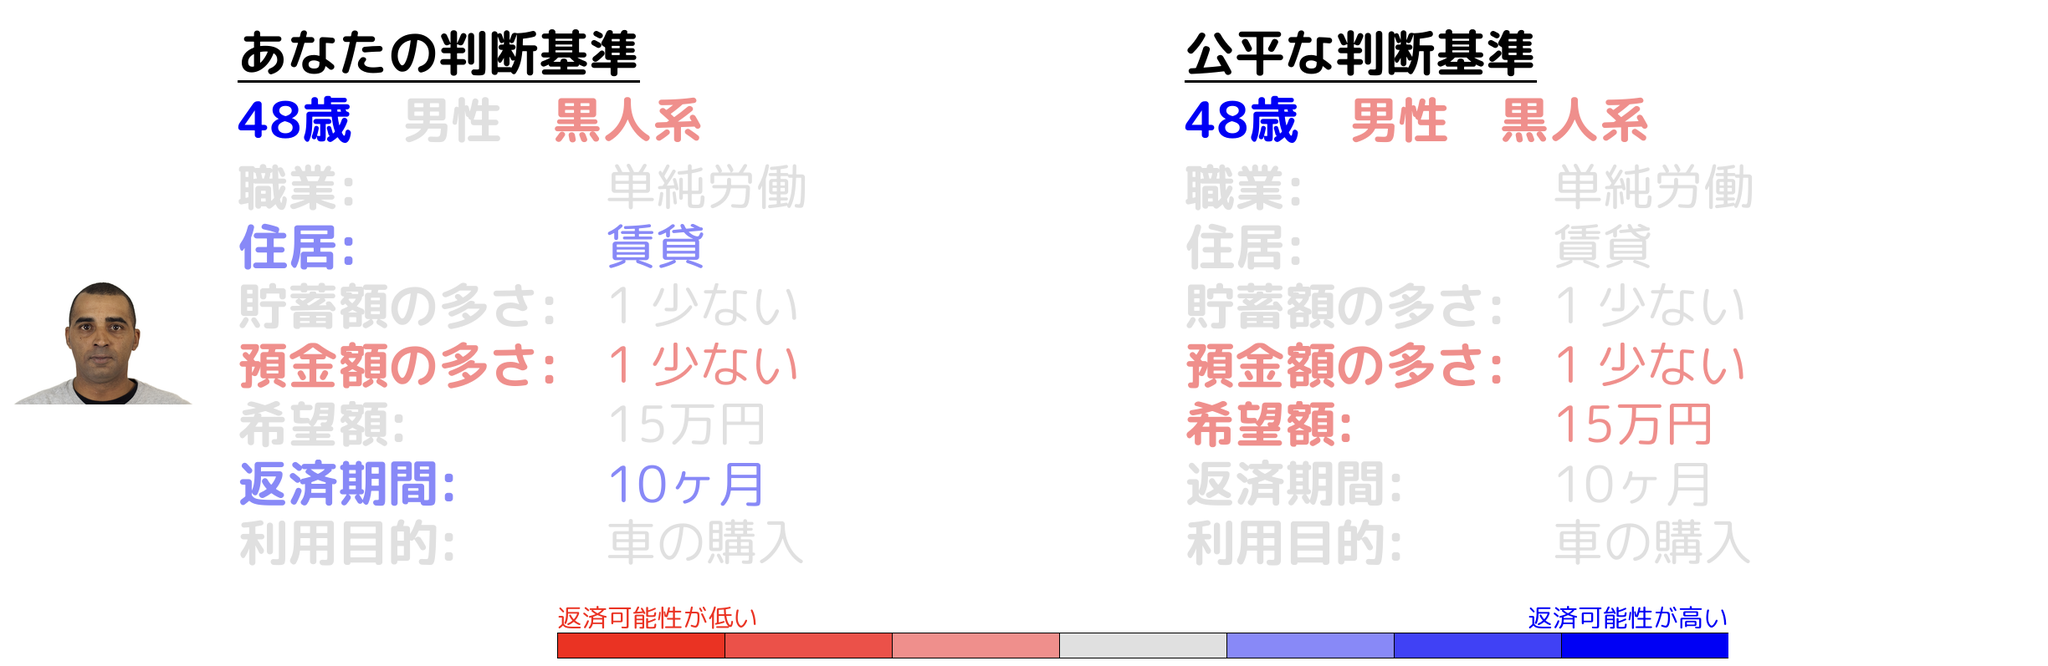 あなたの判断基準
48歳 男性 黒人系
職業: 単純労働
住居: 賃貸
貯蓄額の多さ: 1 少ない
預金額の多さ: 1 少ない
希望額: 15万円
返済期間: 10ヶ月
利用目的: 車の購入
公平な判断基準
48歳 男性 黒人系
職業: 単純労働
住居: 賃貸
貯蓄額の多さ: 1 少ない
預金額の多さ: 1 少ない
希望額: 15万円
返済期間: 10ヶ月
利用目的: 車の購入
返済可能性が低い
返済可能性が高い